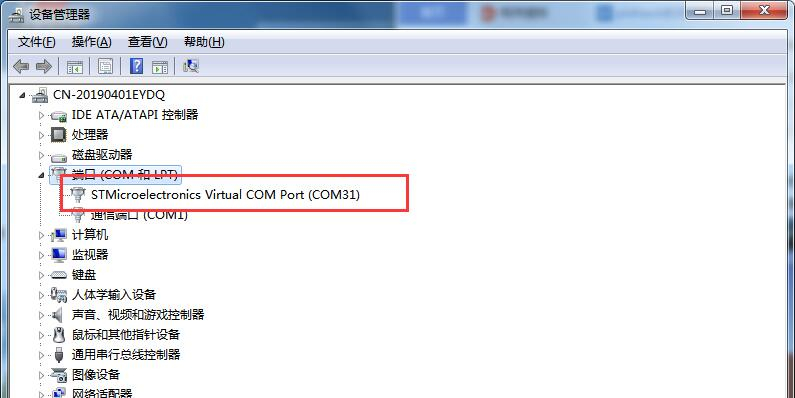 设备管理器
文件(F) 操作(A) 查看(V) 帮助(H)
CN-20190401EYDQ
IDE ATA/ATAPI 控制器
处理器
磁盘驱动器
端口 (COM 和 LPT)
STMicroelectronics Virtual COM Port (COM31)
通信端口 (COM1)
计算机
监视器
键盘
人体学输入设备
声音、视频和游戏控制器
鼠标和其他指针设备
通用串行总线控制器
图像设备
网络适配器